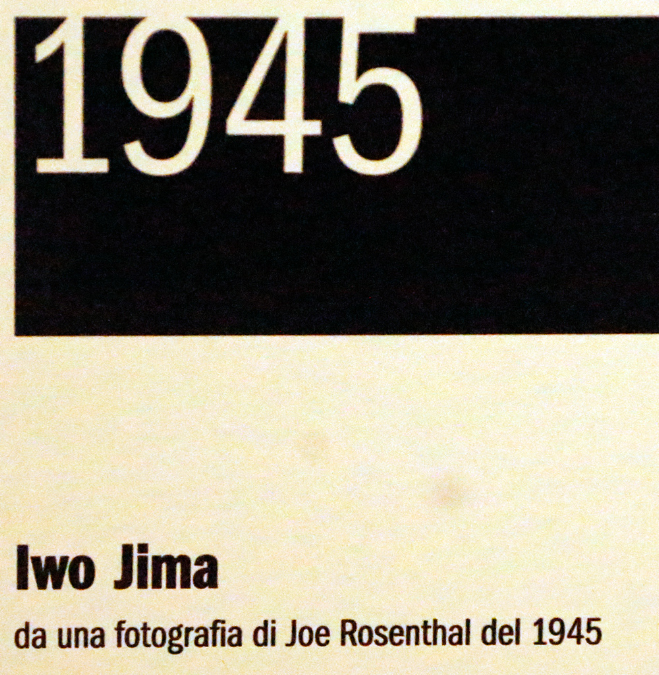 1945
Iwo Jima
da una fotografia di Joe Rosenthal del 1945